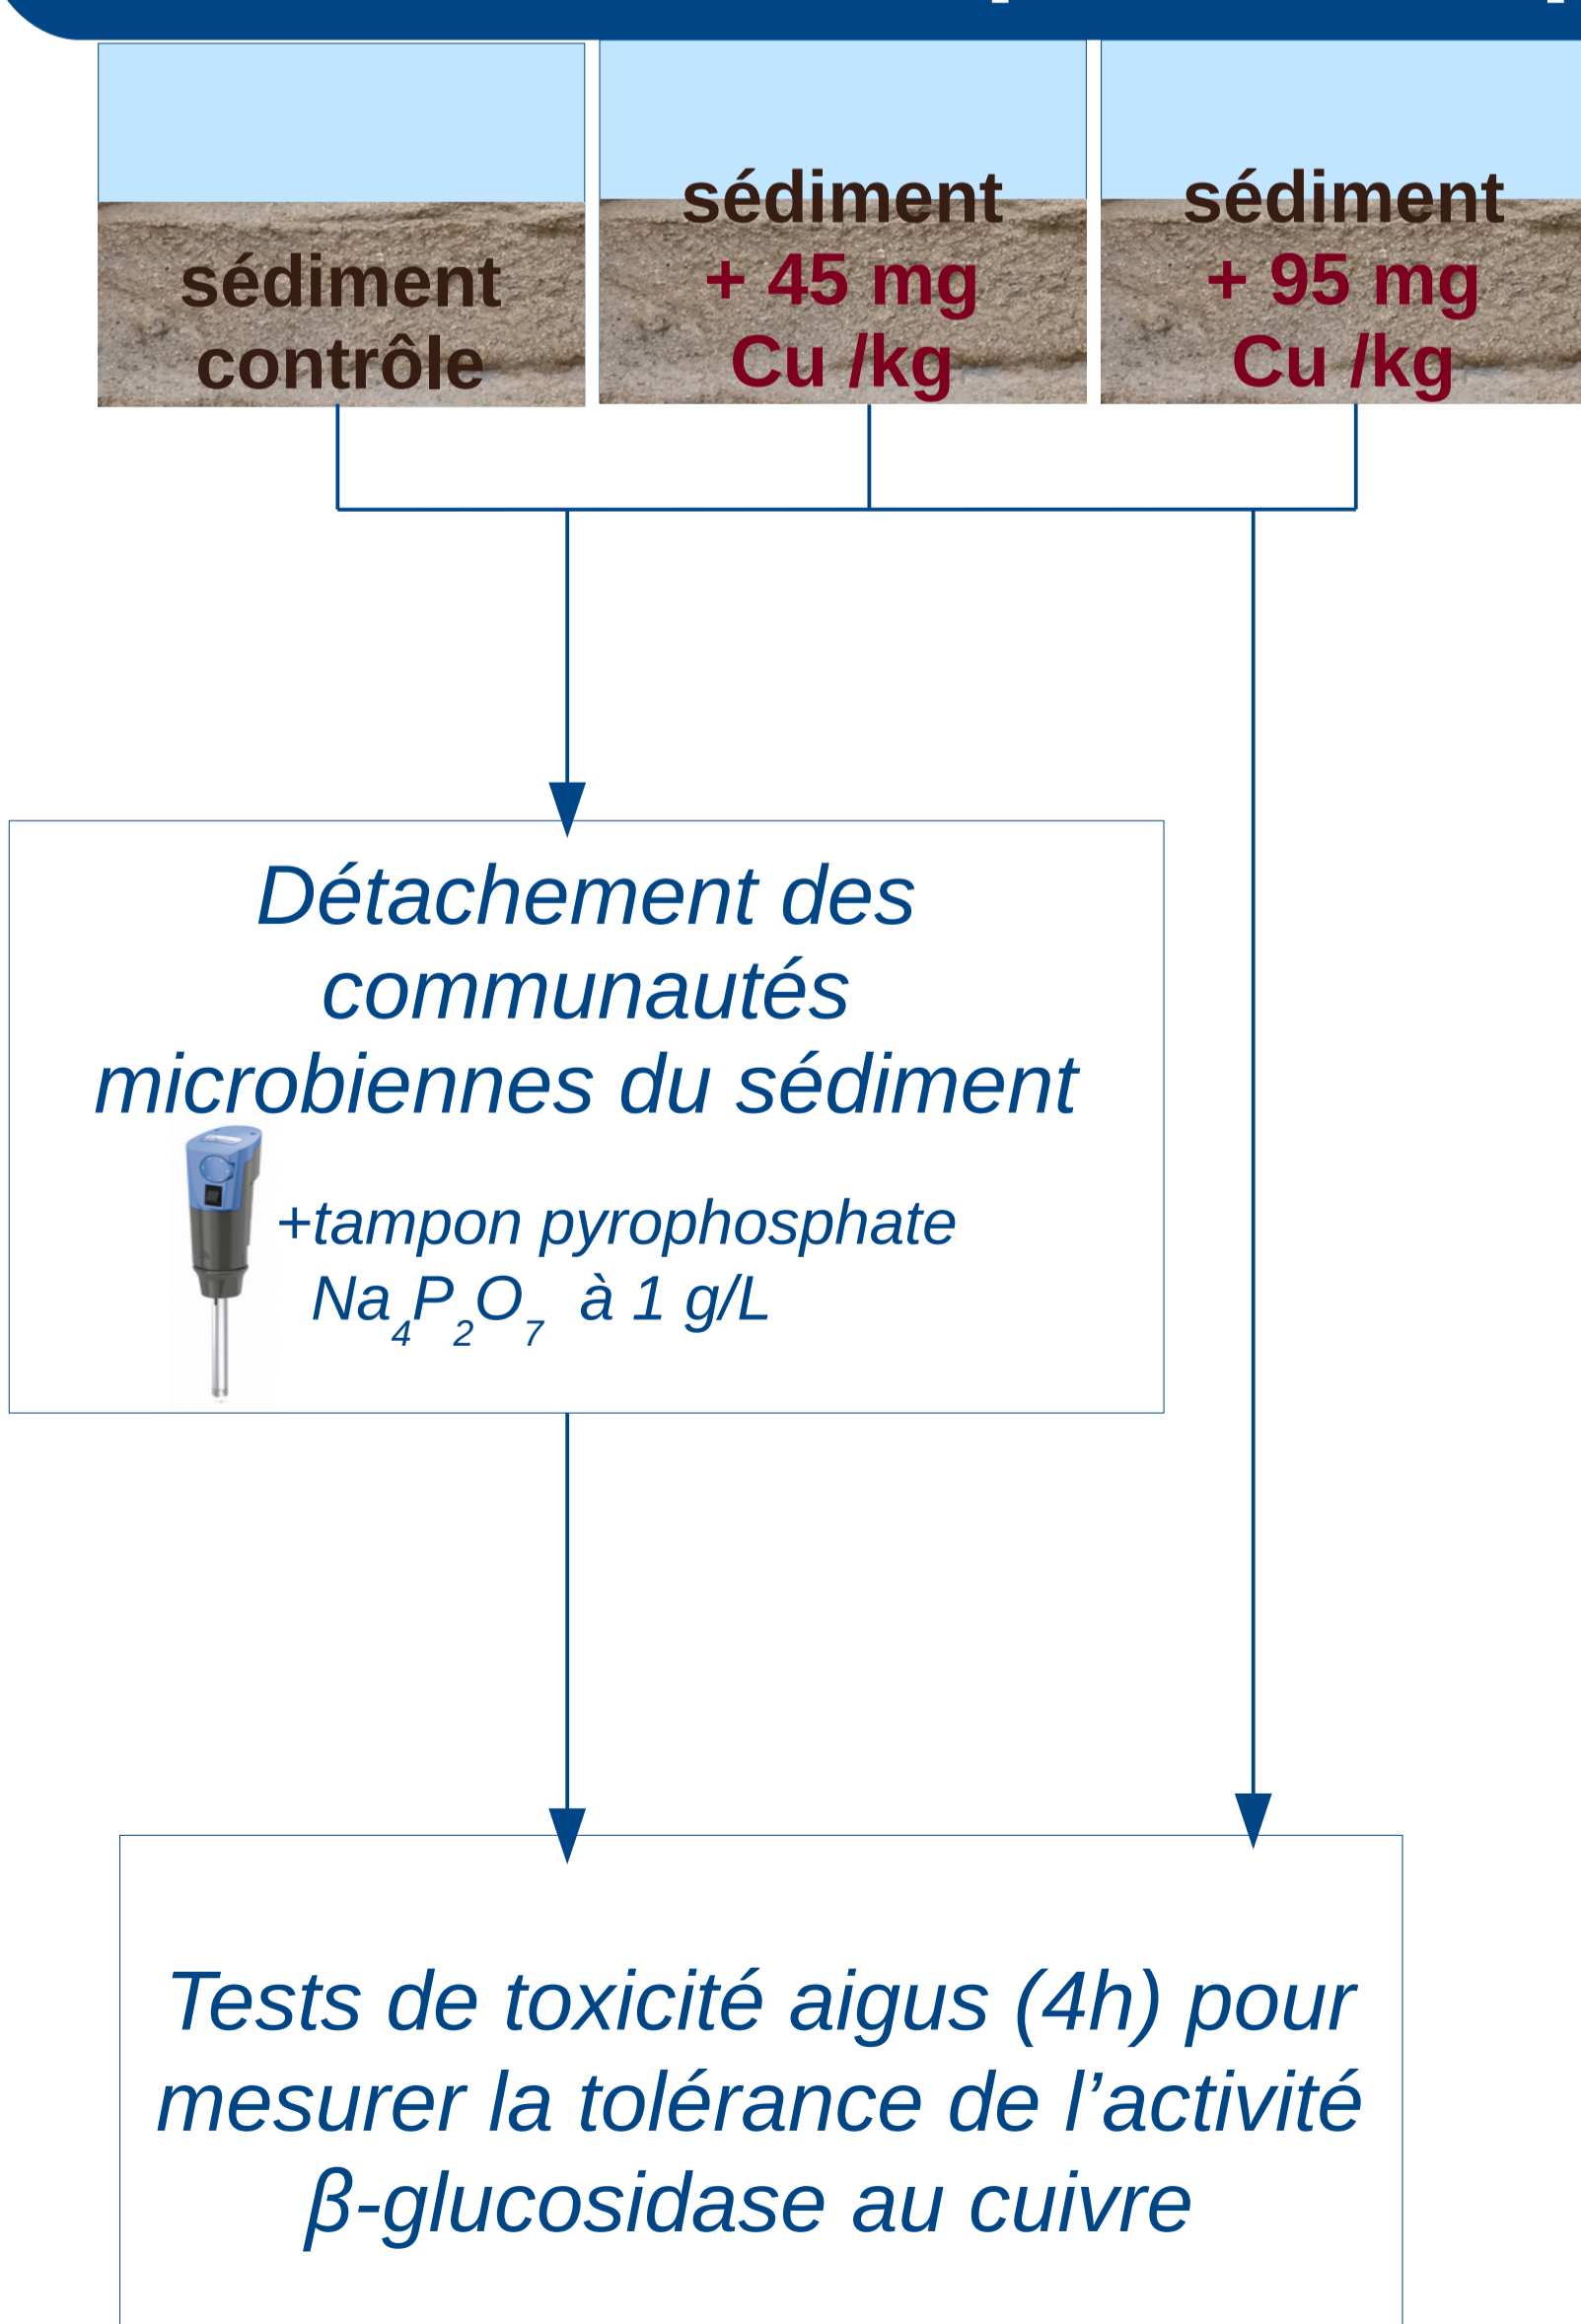 sédiment
contrôle
sédiment
+ 45 mg
Cu /kg
sédiment
+ 95 mg
Cu /kg
Détachement des
communautés
microbiennes du sédiment
+tampon pyrophosphate
Na4P2O7 à 1 g/L
Tests de toxicité aigus (4h) pour
mesurer la tolérance de l’activité
β-glucosidase au cuivre